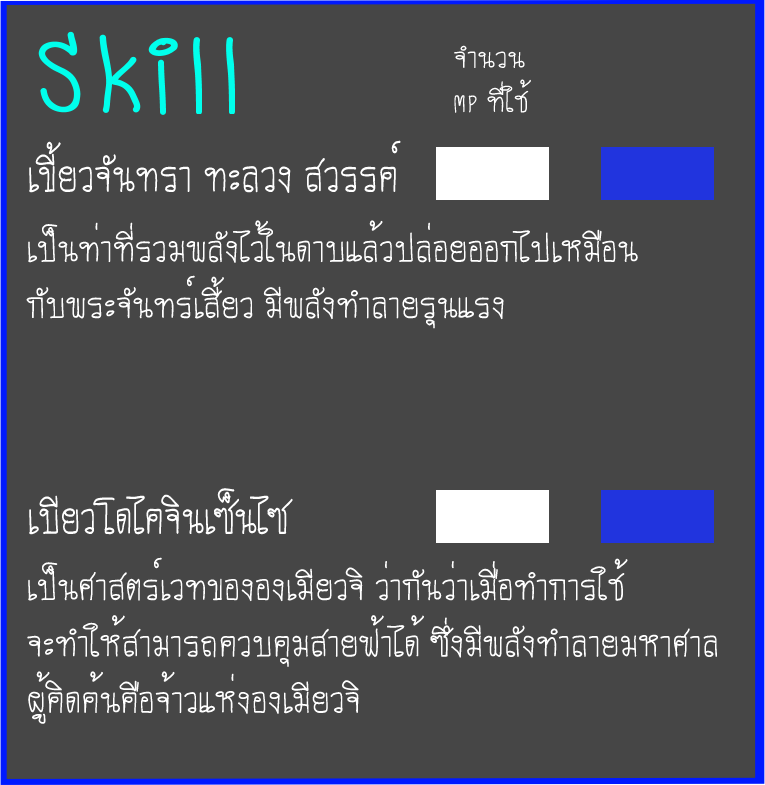 Skill
จำนวน
MP ที่ใช้
เขี้ยวจันทรา ทะลวง สวรรค์
เป็นท่าที่รวมพลังไว้ในดาบแล้วปล่อยออกไปเหมือน
กับพระจันทร์เสี้ยว มีพลังทำลายรุนแรง
เบียวโดไคจินเซ็นไซ
เป็นศาสตร์เวทขององเมียวจิ ว่ากันว่าเมื่อทำการใช้
จะทำให้สามารถควบคุมสายฟ้าได้ ซึ่งมีพลังทำลายมหาศาล
ผู้คิดค้นคือจ้าวแห่งองเมียวจิ